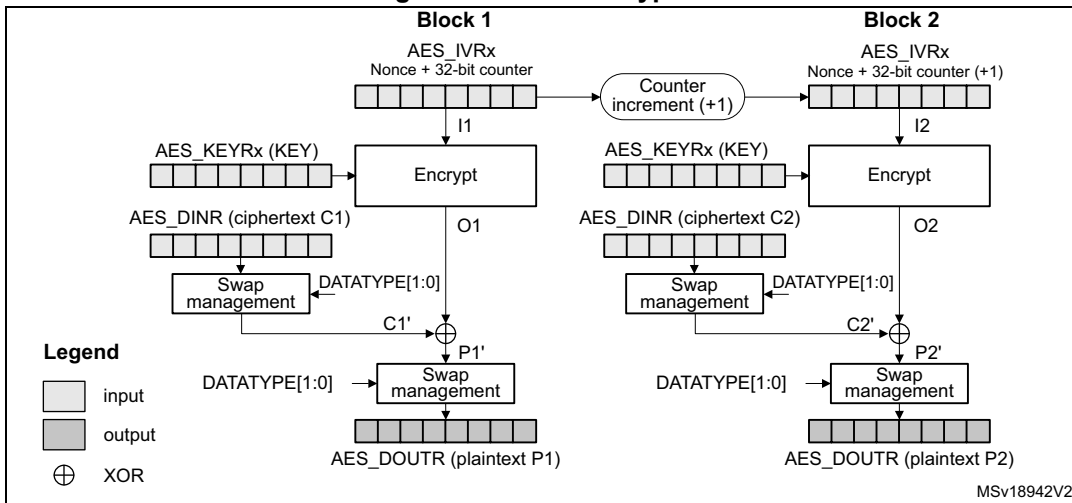 Block 1
Block 2
AES_IVRx
Nonce + 32-bit counter
Counter
increment (+1)
AES_IVRx
Nonce + 32-bit counter (+1)
I1
I2
AES_KEYRx (KEY)
Encrypt
AES_KEYRx (KEY)
Encrypt
AES_DINR (ciphertext C1)
O1
AES_DINR (ciphertext C2)
O2
Swap
management
DATATYPE[1:0]
Swap
management
DATATYPE[1:0]
C1'
C2'
Legend
P1'
P2'
DATATYPE[1:0]
Swap
management
DATATYPE[1:0]
Swap
management
input
output
XOR
AES_DOUTR (plaintext P1)
AES_DOUTR (plaintext P2)
MSv18942V2